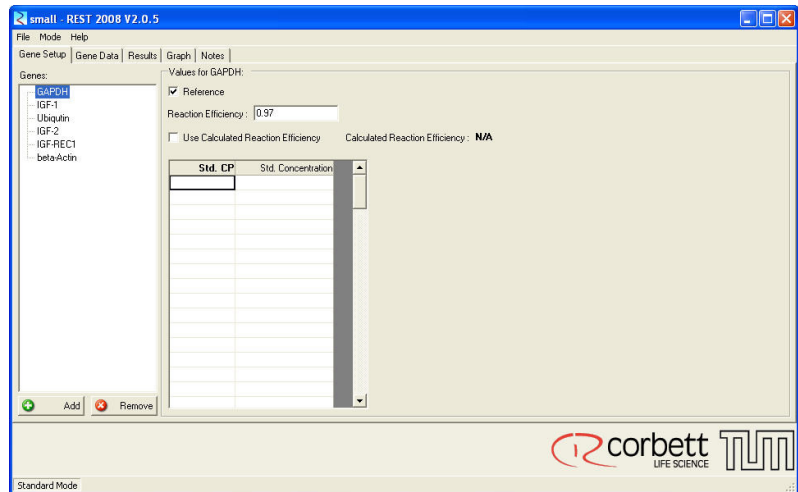 small - REST 2008 V2.0.5
File Mode Help
Gene Setup Gene Data Results Graph Notes
Genes:
GAPDH
IGF-1
Ubiqutin
IGF-2
IGF-REC1
beta-Actin
Add Remove
Values for GAPDH:
Reference
Reaction Efficiency : 0.97
Use Calculated Reaction Efficiency Calculated Reaction Efficiency : N/A
Std. CP Std. Concentration
corbett
LIFE SCIENCE
TUM
Standard Mode